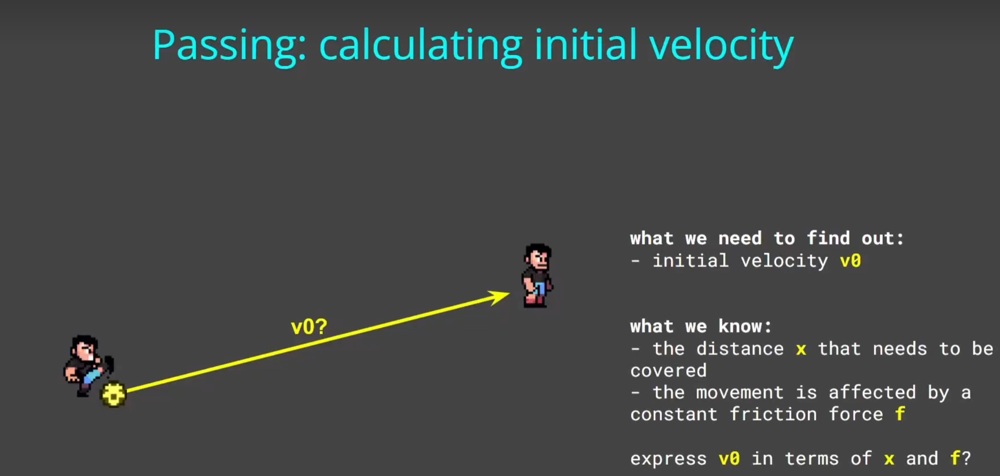 Passing: calculating initial velocity
v0?
what we need to find out:
- initial velocity v0
what we know:
- the distance x that needs to be
covered
- the movement is affected by a
constant friction force f
express v0 in terms of x and f?